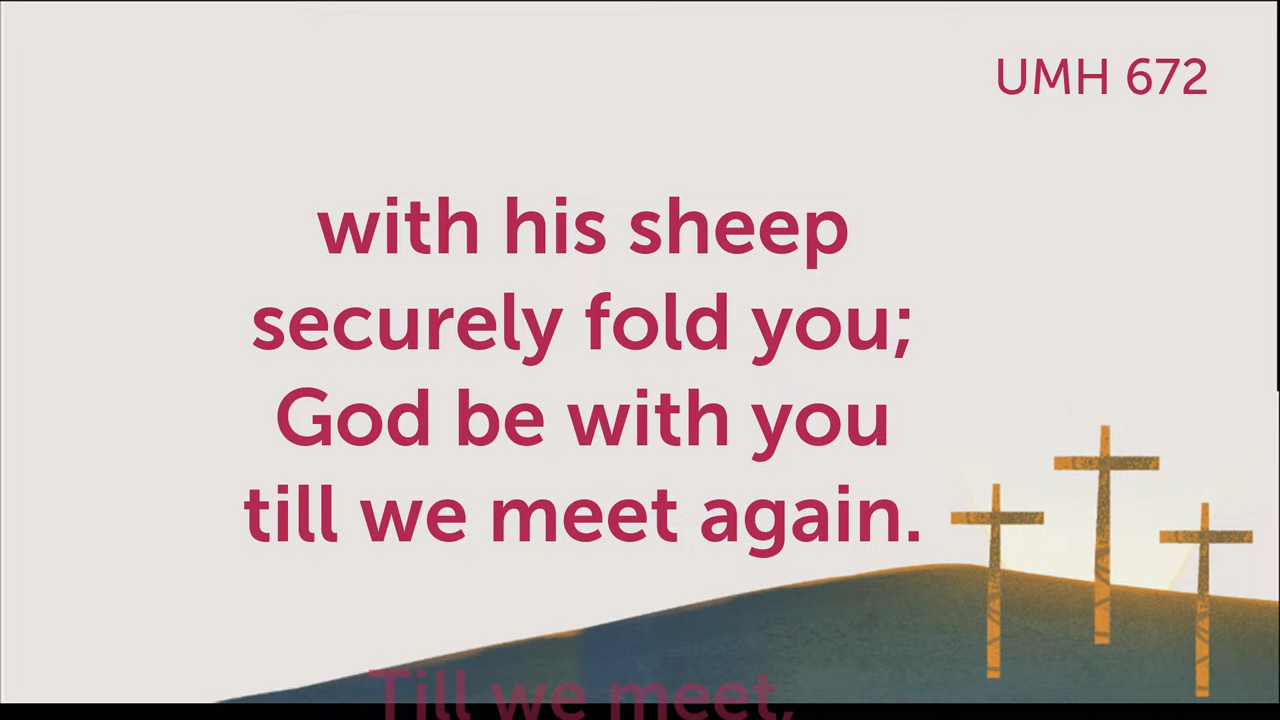 UMH 672
with his sheep
securely fold you;
God be with you
till we meet again.
Till we meet,